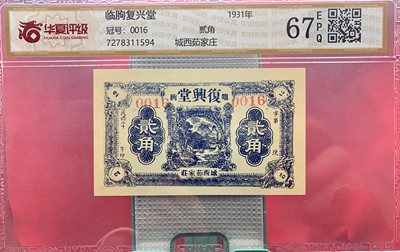 华夏评级
HUAXIA COIN GRADING
临朐复兴堂
冠号: 0016
7278311594
1931年
贰角
城西茹家庄
67
EPQ
堂興復
0016
0016
貳角
貳角
莊家茹西城